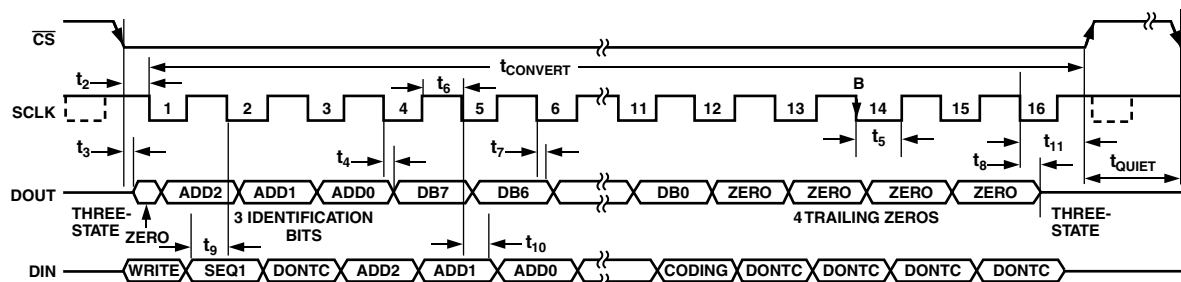 CS
t2
tCONVERT
t6
B
SCLK
1 2 3 4 5 6 11 12 13 14 15 16
t3
t4
t7
t5
t8
t11
tQUIET
DOUT
ADD2 ADD1 ADD0 DB7 DB6 DB0 ZERO ZERO ZERO ZERO
THREE-
STATE
ZERO
3 IDENTIFICATION
BITS
4 TRAILING ZEROS
THREE-
STATE
t9
t10
DIN
WRITE SEQ1 DONTC ADD2 ADD1 ADD0 CODING DONTC DONTC DONTC DONTC